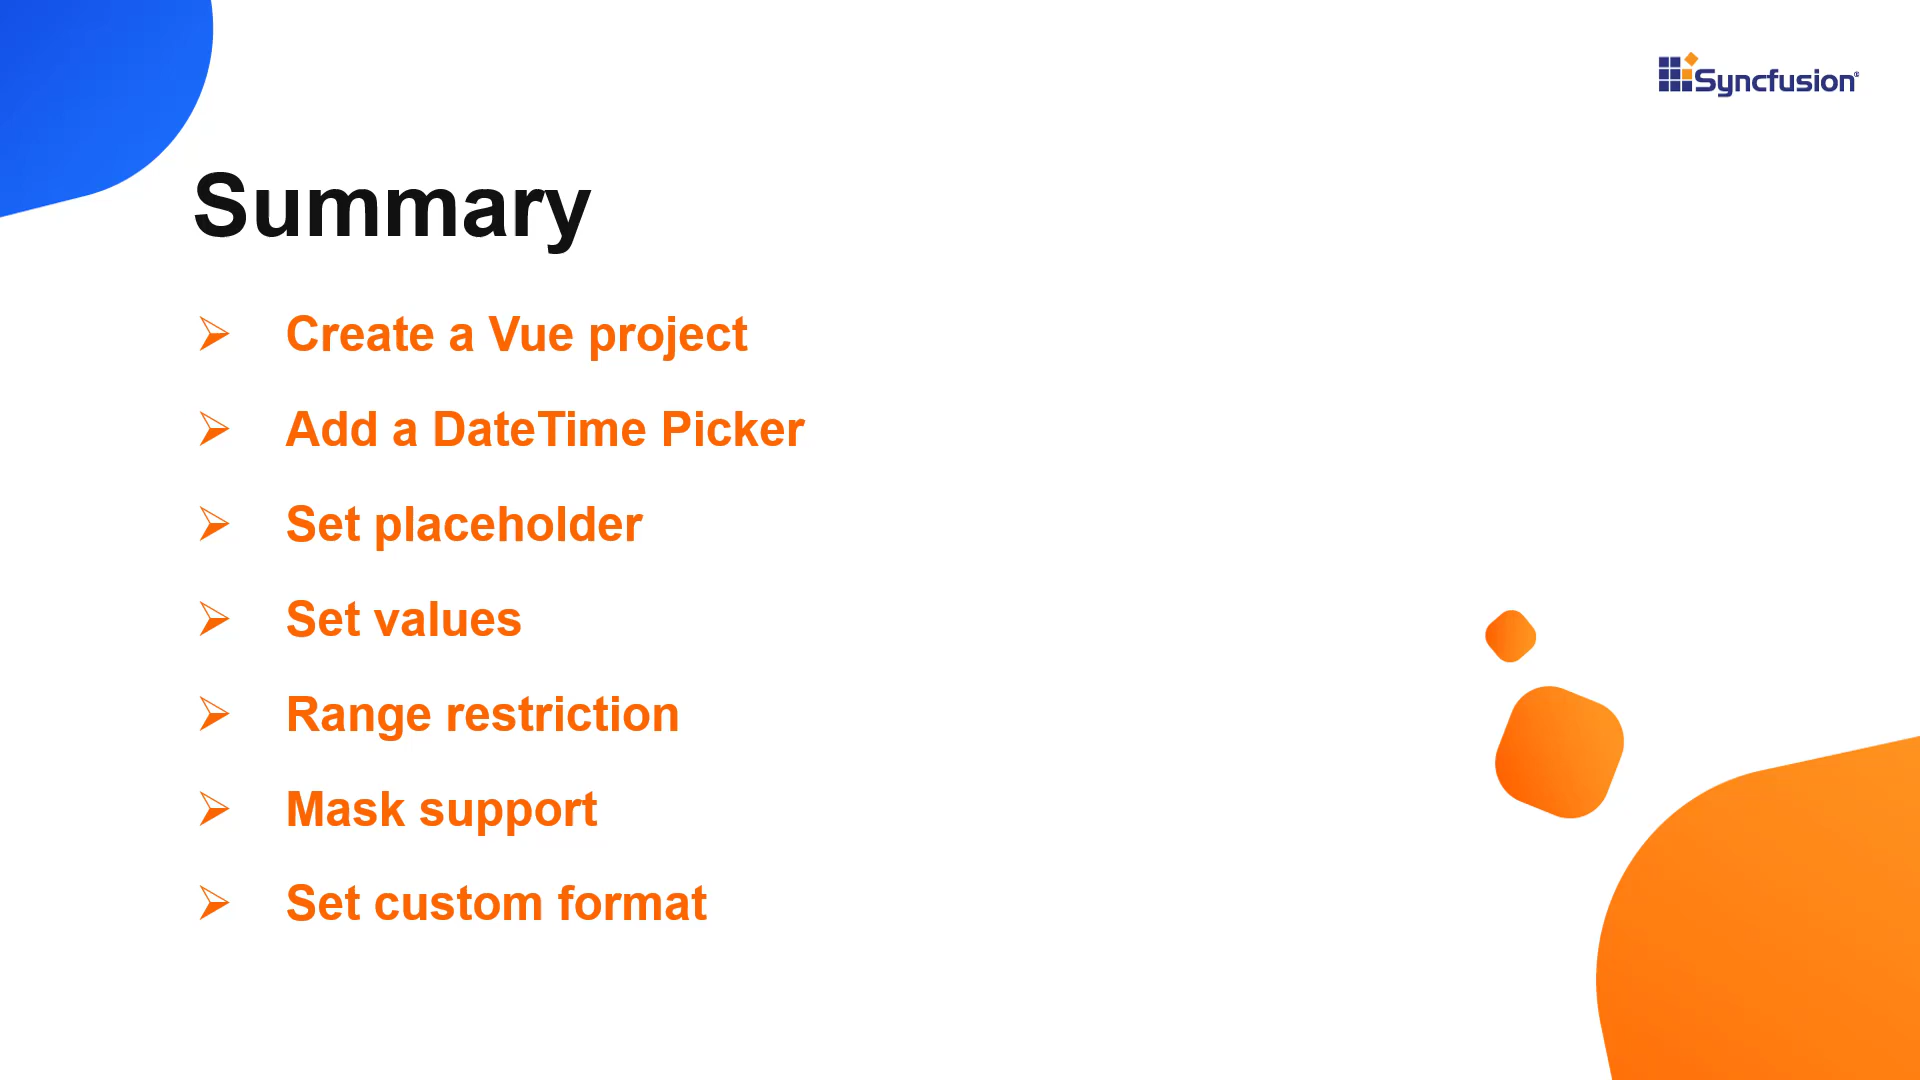 Syncfusion®
Summary
➢ Create a Vue project
➢ Add a DateTime Picker
➢ Set placeholder
➢ Set values
➢ Range restriction
➢ Mask support
➢ Set custom format